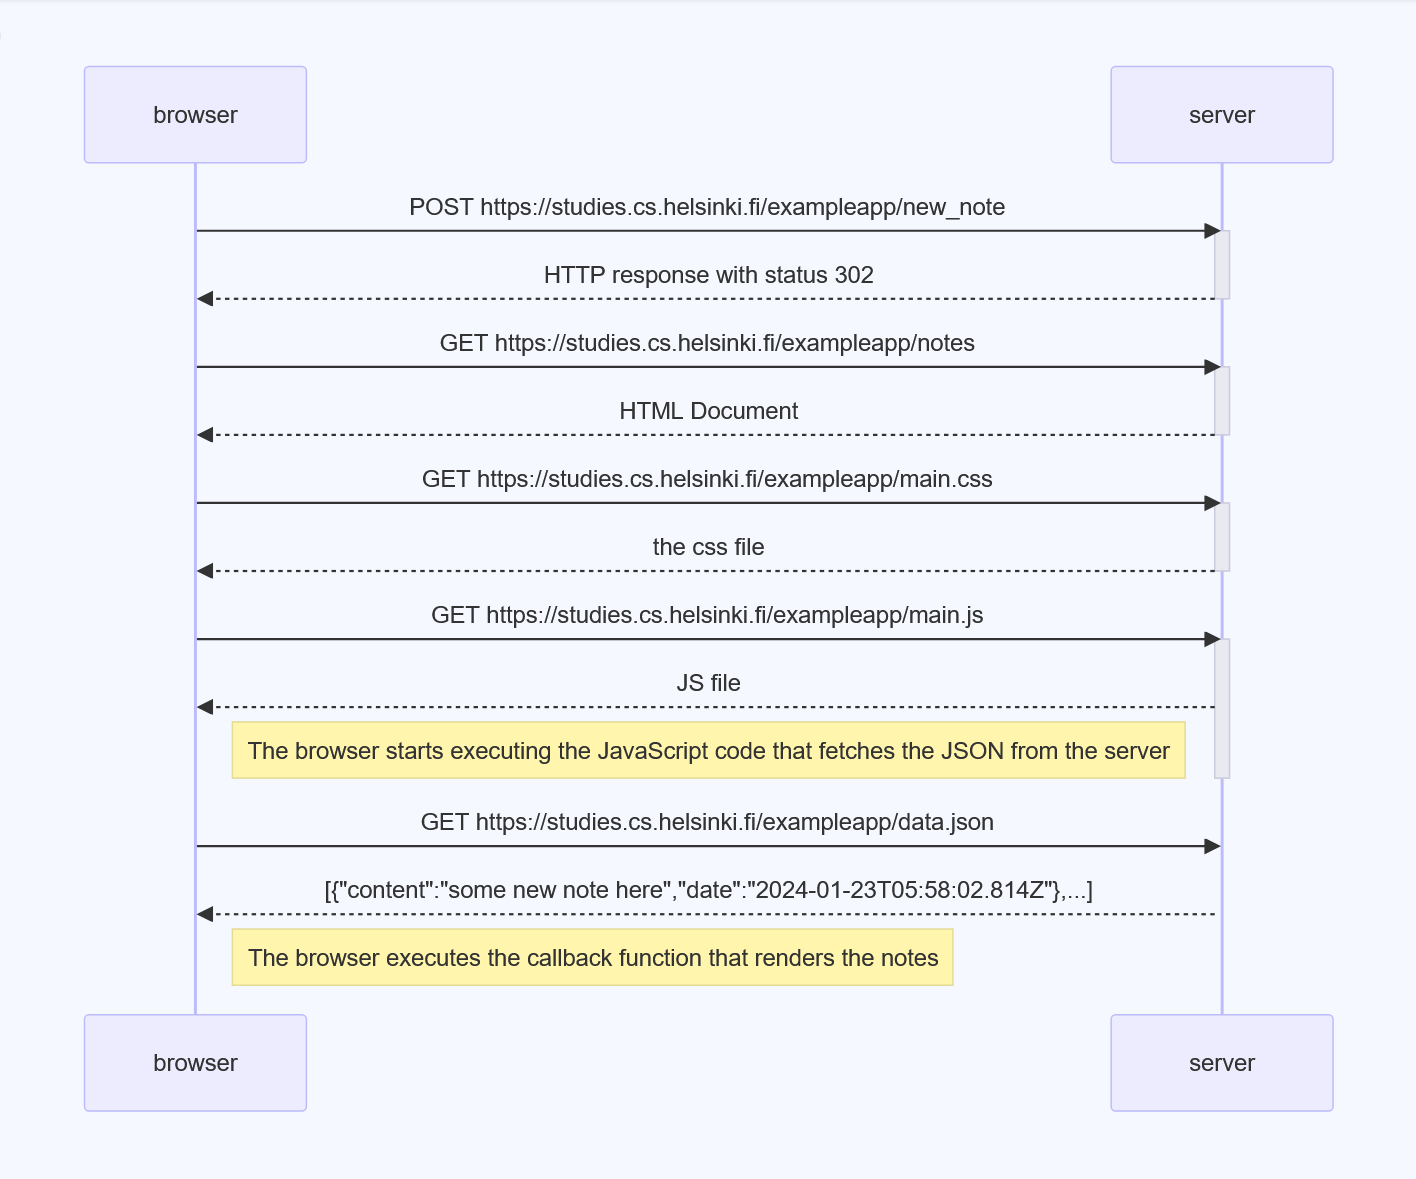 browser
server
POST https://studies.cs.helsinki.fi/exampleapp/new_note
HTTP response with status 302
GET https://studies.cs.helsinki.fi/exampleapp/notes
HTML Document
GET https://studies.cs.helsinki.fi/exampleapp/main.css
the css file
GET https://studies.cs.helsinki.fi/exampleapp/main.js
JS file
The browser starts executing the JavaScript code that fetches the JSON from the server
GET https://studies.cs.helsinki.fi/exampleapp/data.json
[{"content":"some new note here","date":"2024-01-23T05:58:02.814Z"},...]
The browser executes the callback function that renders the notes
browser
server